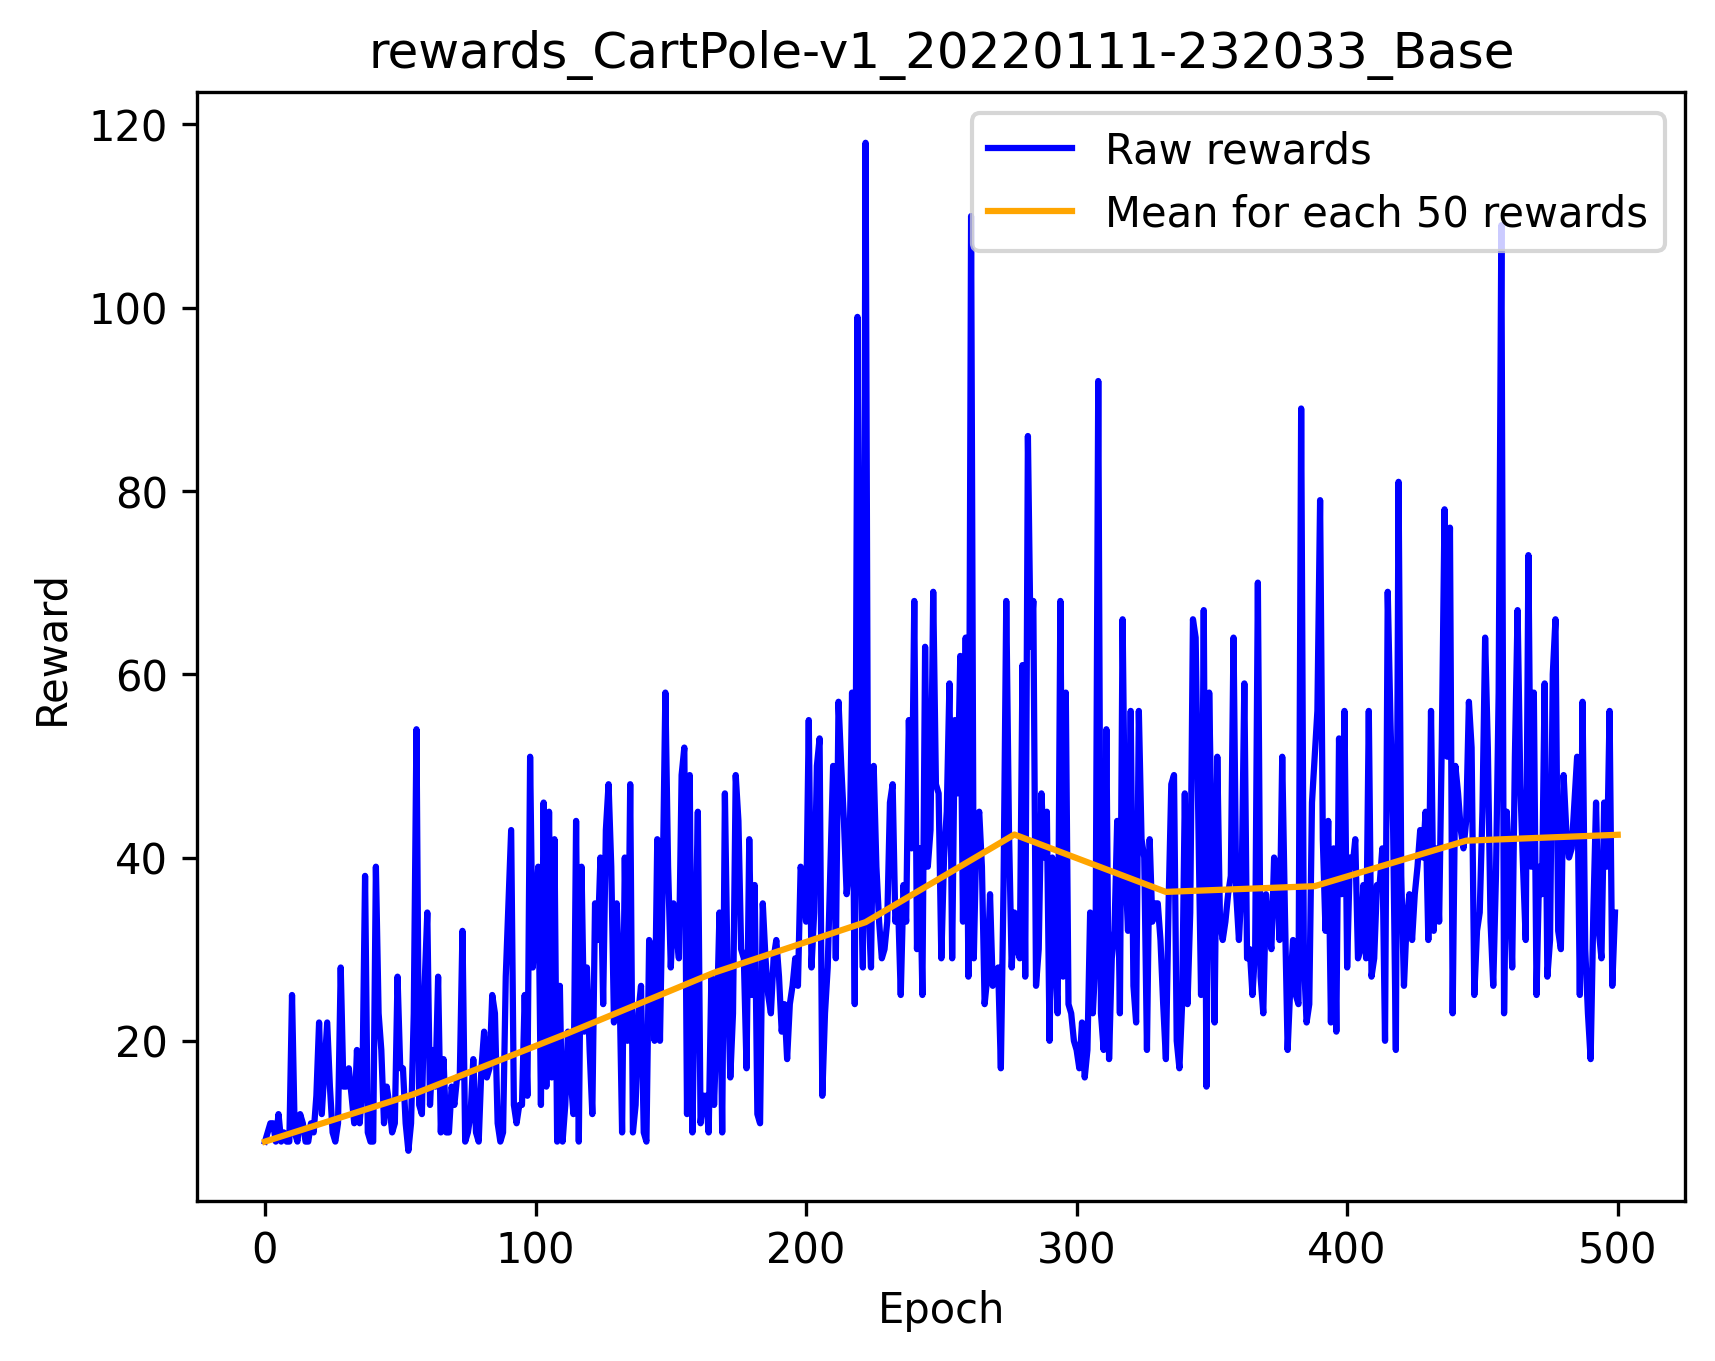 rewards_CartPole-v1_20220111-232033_Base
Raw rewards
Mean for each 50 rewards
120
100
80
60
40
20
Reward
0 100 200 300 400 500
Epoch